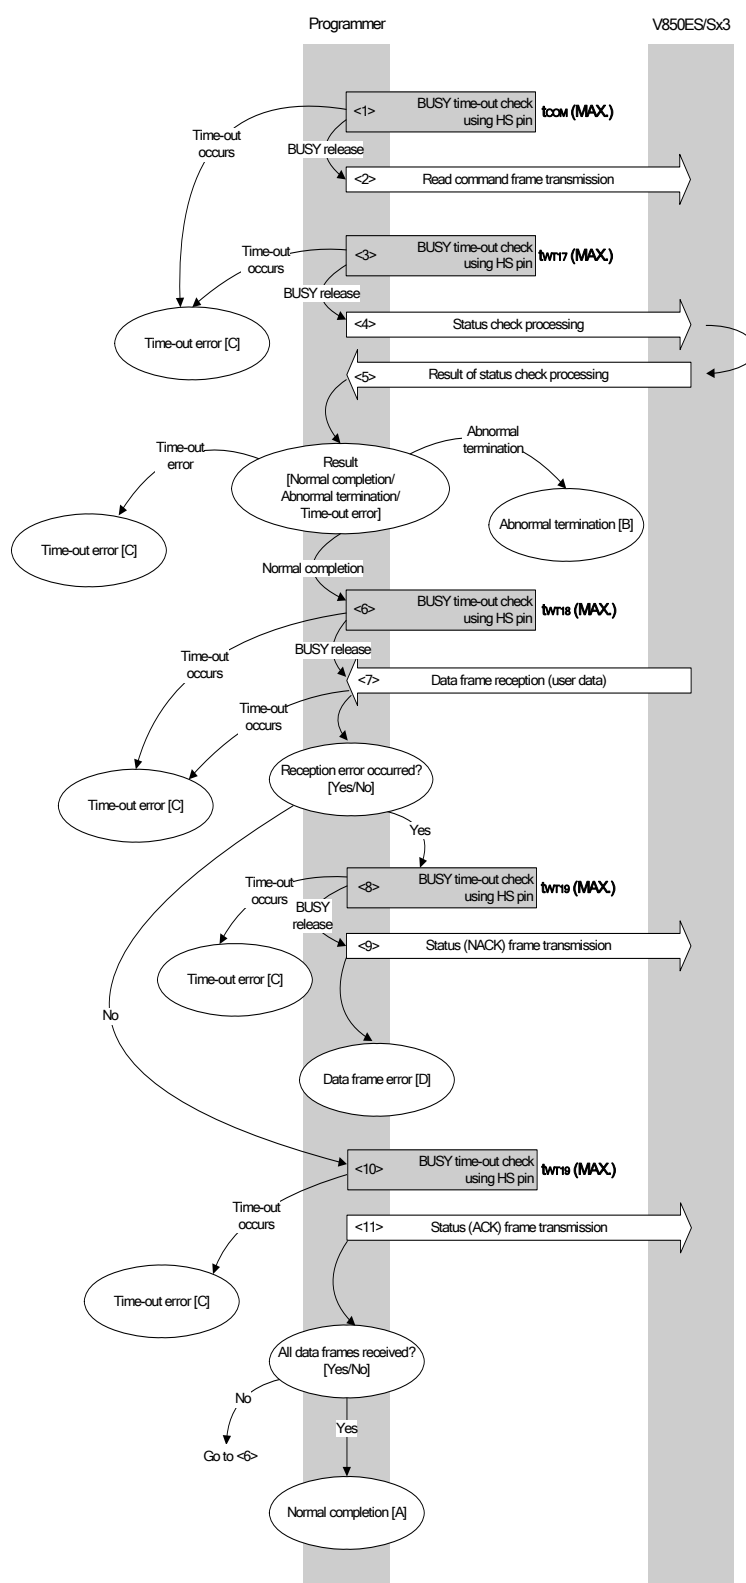 Programmer
V850ES/Sx3
<1>
BUSY time-out check
using HS pin
tCOM (MAX.)
Time-out
occurs
BUSY release
<2>
Read command frame transmission
<3>
BUSY time-out check
using HS pin
tWT17 (MAX.)
Time-out
occurs
BUSY release
<4>
Status check processing
Time-out error [C]
<5>
Result of status check processing
Abnormal
termination
Time-out
error
Result
[Normal completion/
Abnormal termination/
Time-out error]
Abnormal termination [B]
Time-out error [C]
Normal completion
<6>
BUSY time-out check
using HS pin
tWT18 (MAX.)
Time-out
occurs
BUSY release
<7>
Data frame reception (user data)
Time-out
occurs
Reception error occurred?
[Yes/No]
Time-out error [C]
Yes
<8>
BUSY time-out check
using HS pin
tWT19 (MAX.)
Time-out
occurs
BUSY
release
<9>
Status (NACK) frame transmission
Time-out error [C]
No
Data frame error [D]
<10>
BUSY time-out check
using HS pin
tWT19 (MAX.)
Time-out
occurs
<11>
Status (ACK) frame transmission
Time-out error [C]
All data frames received?
[Yes/No]
No
Yes
Go to <6>
Normal completion [A]